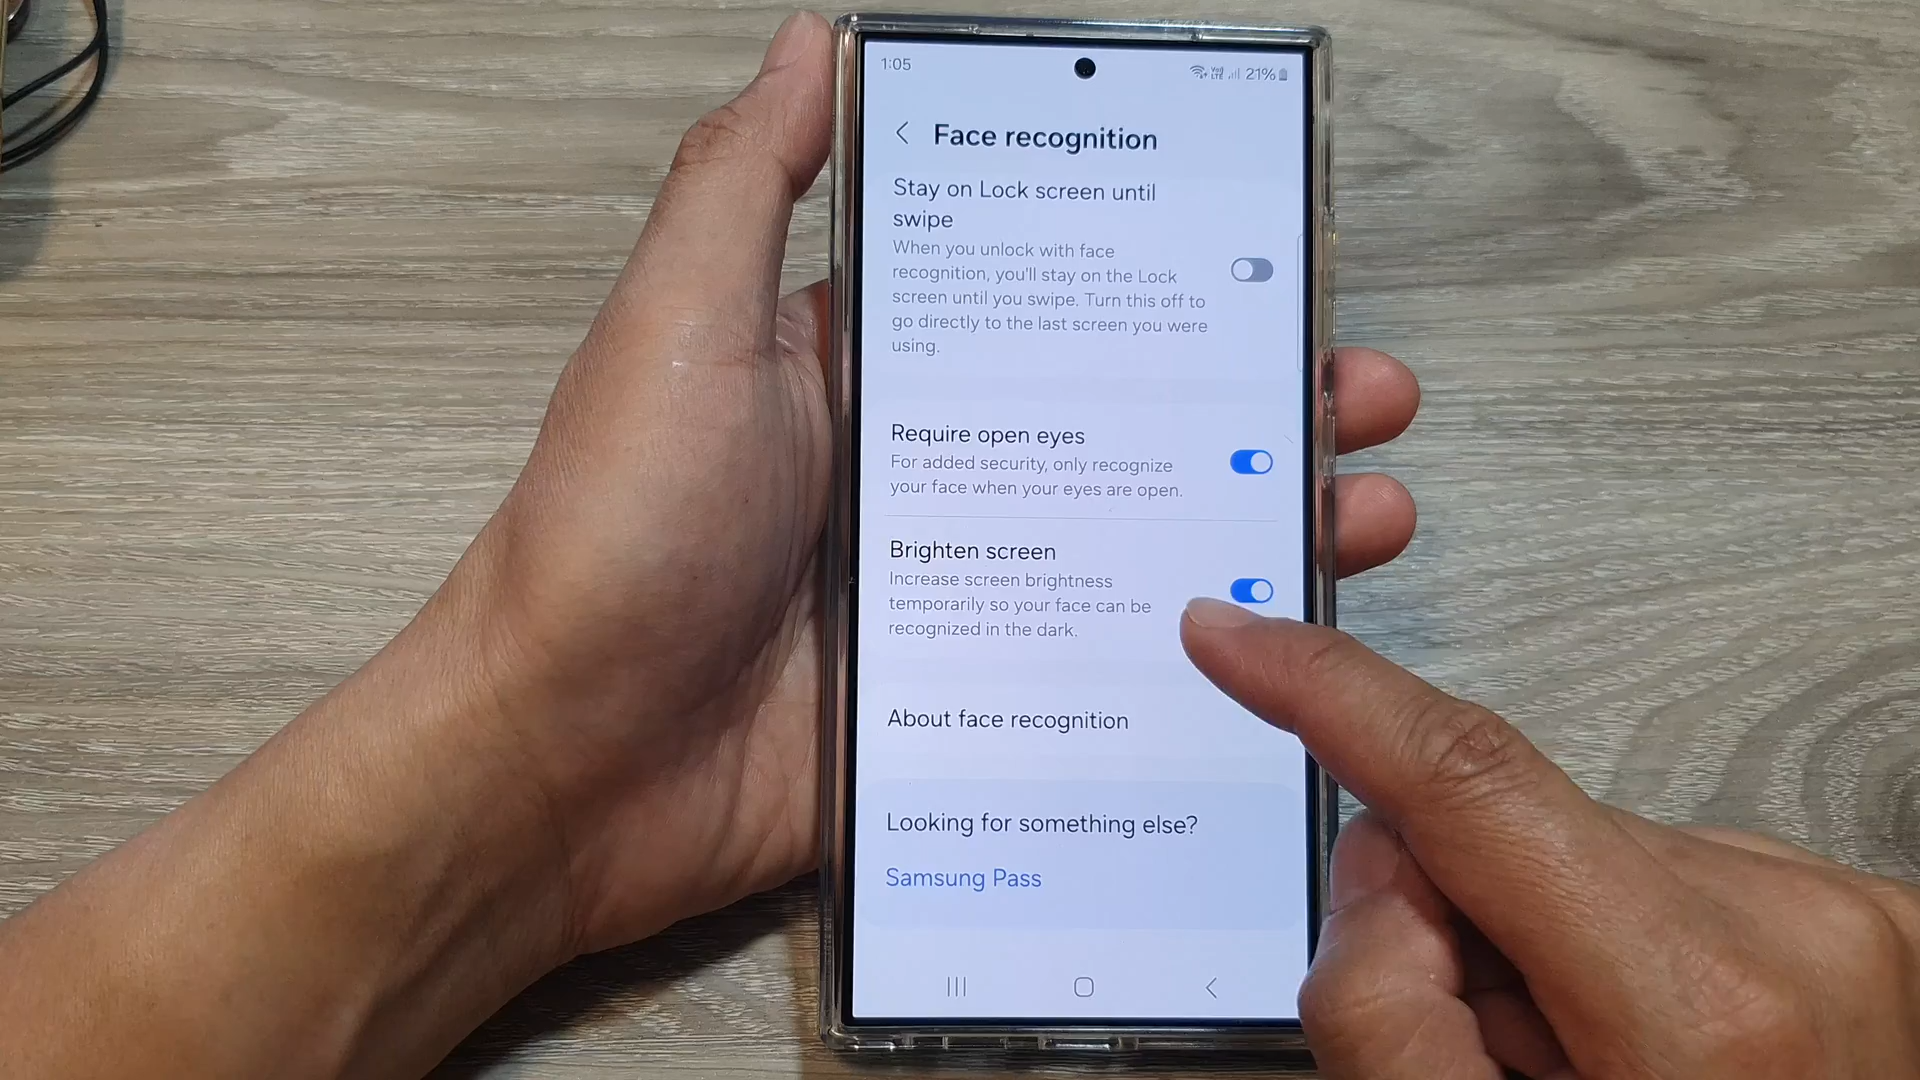 1:05
Vo) LTE 21%
Face recognition
Stay on Lock screen until
swipe
When you unlock with face
recognition, you'll stay on the Lock
screen until you swipe. Turn this off to
go directly to the last screen you were
using.
Require open eyes
For added security, only recognize
your face when your eyes are open.
Brighten screen
Increase screen brightness
temporarily so your face can be
recognized in the dark.
About face recognition
Looking for something else?
Samsung Pass